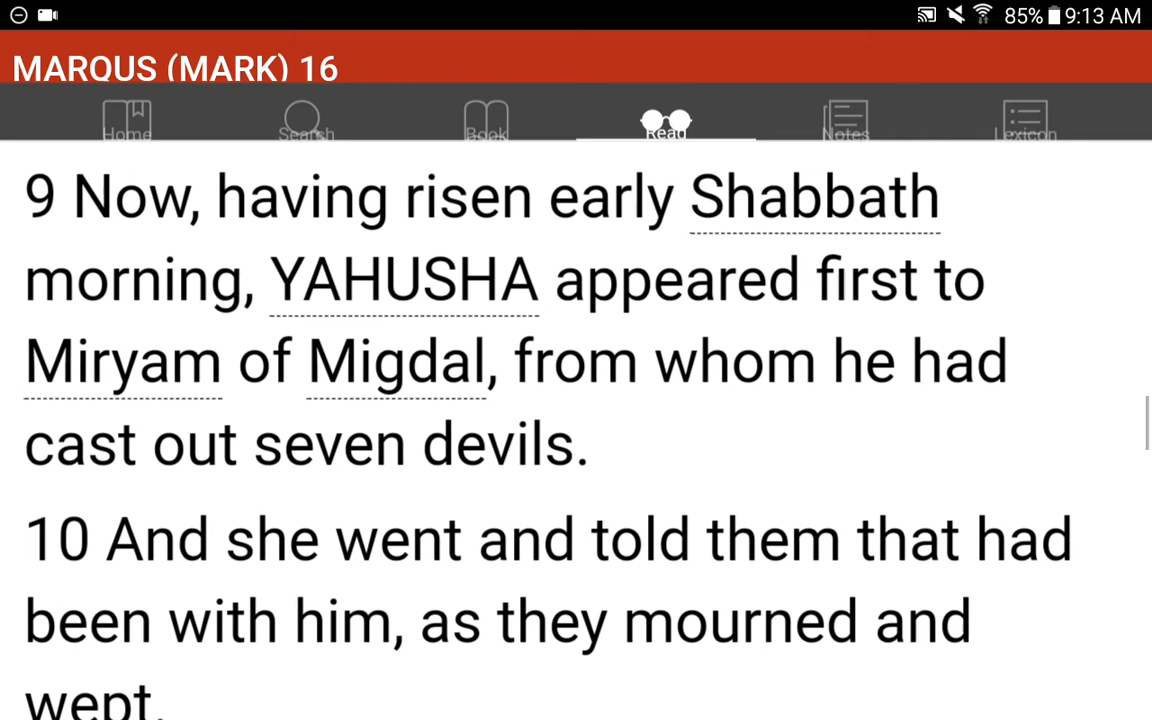 85% 9:13 AM
MARQUS (MARK) 16
Home Search Book Read Notes Lexicon
9 Now, having risen early Shabbath
morning, YAHUSHA appeared first to
Miryam of Migdal, from whom he had
cast out seven devils.
10 And she went and told them that had
been with him, as they mourned and
wept.